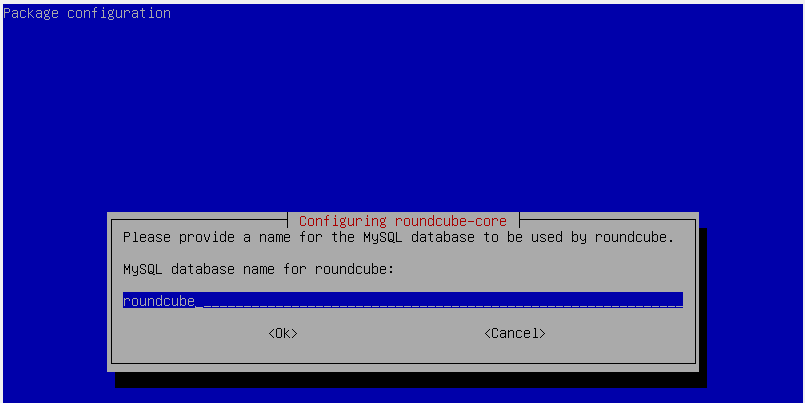 Package configuration
Configuring roundcube-core
Please provide a name for the MySQL database to be used by roundcube.
MySQL database name for roundcube:
roundcube_____________________________________________________________
<Ok> <Cancel>